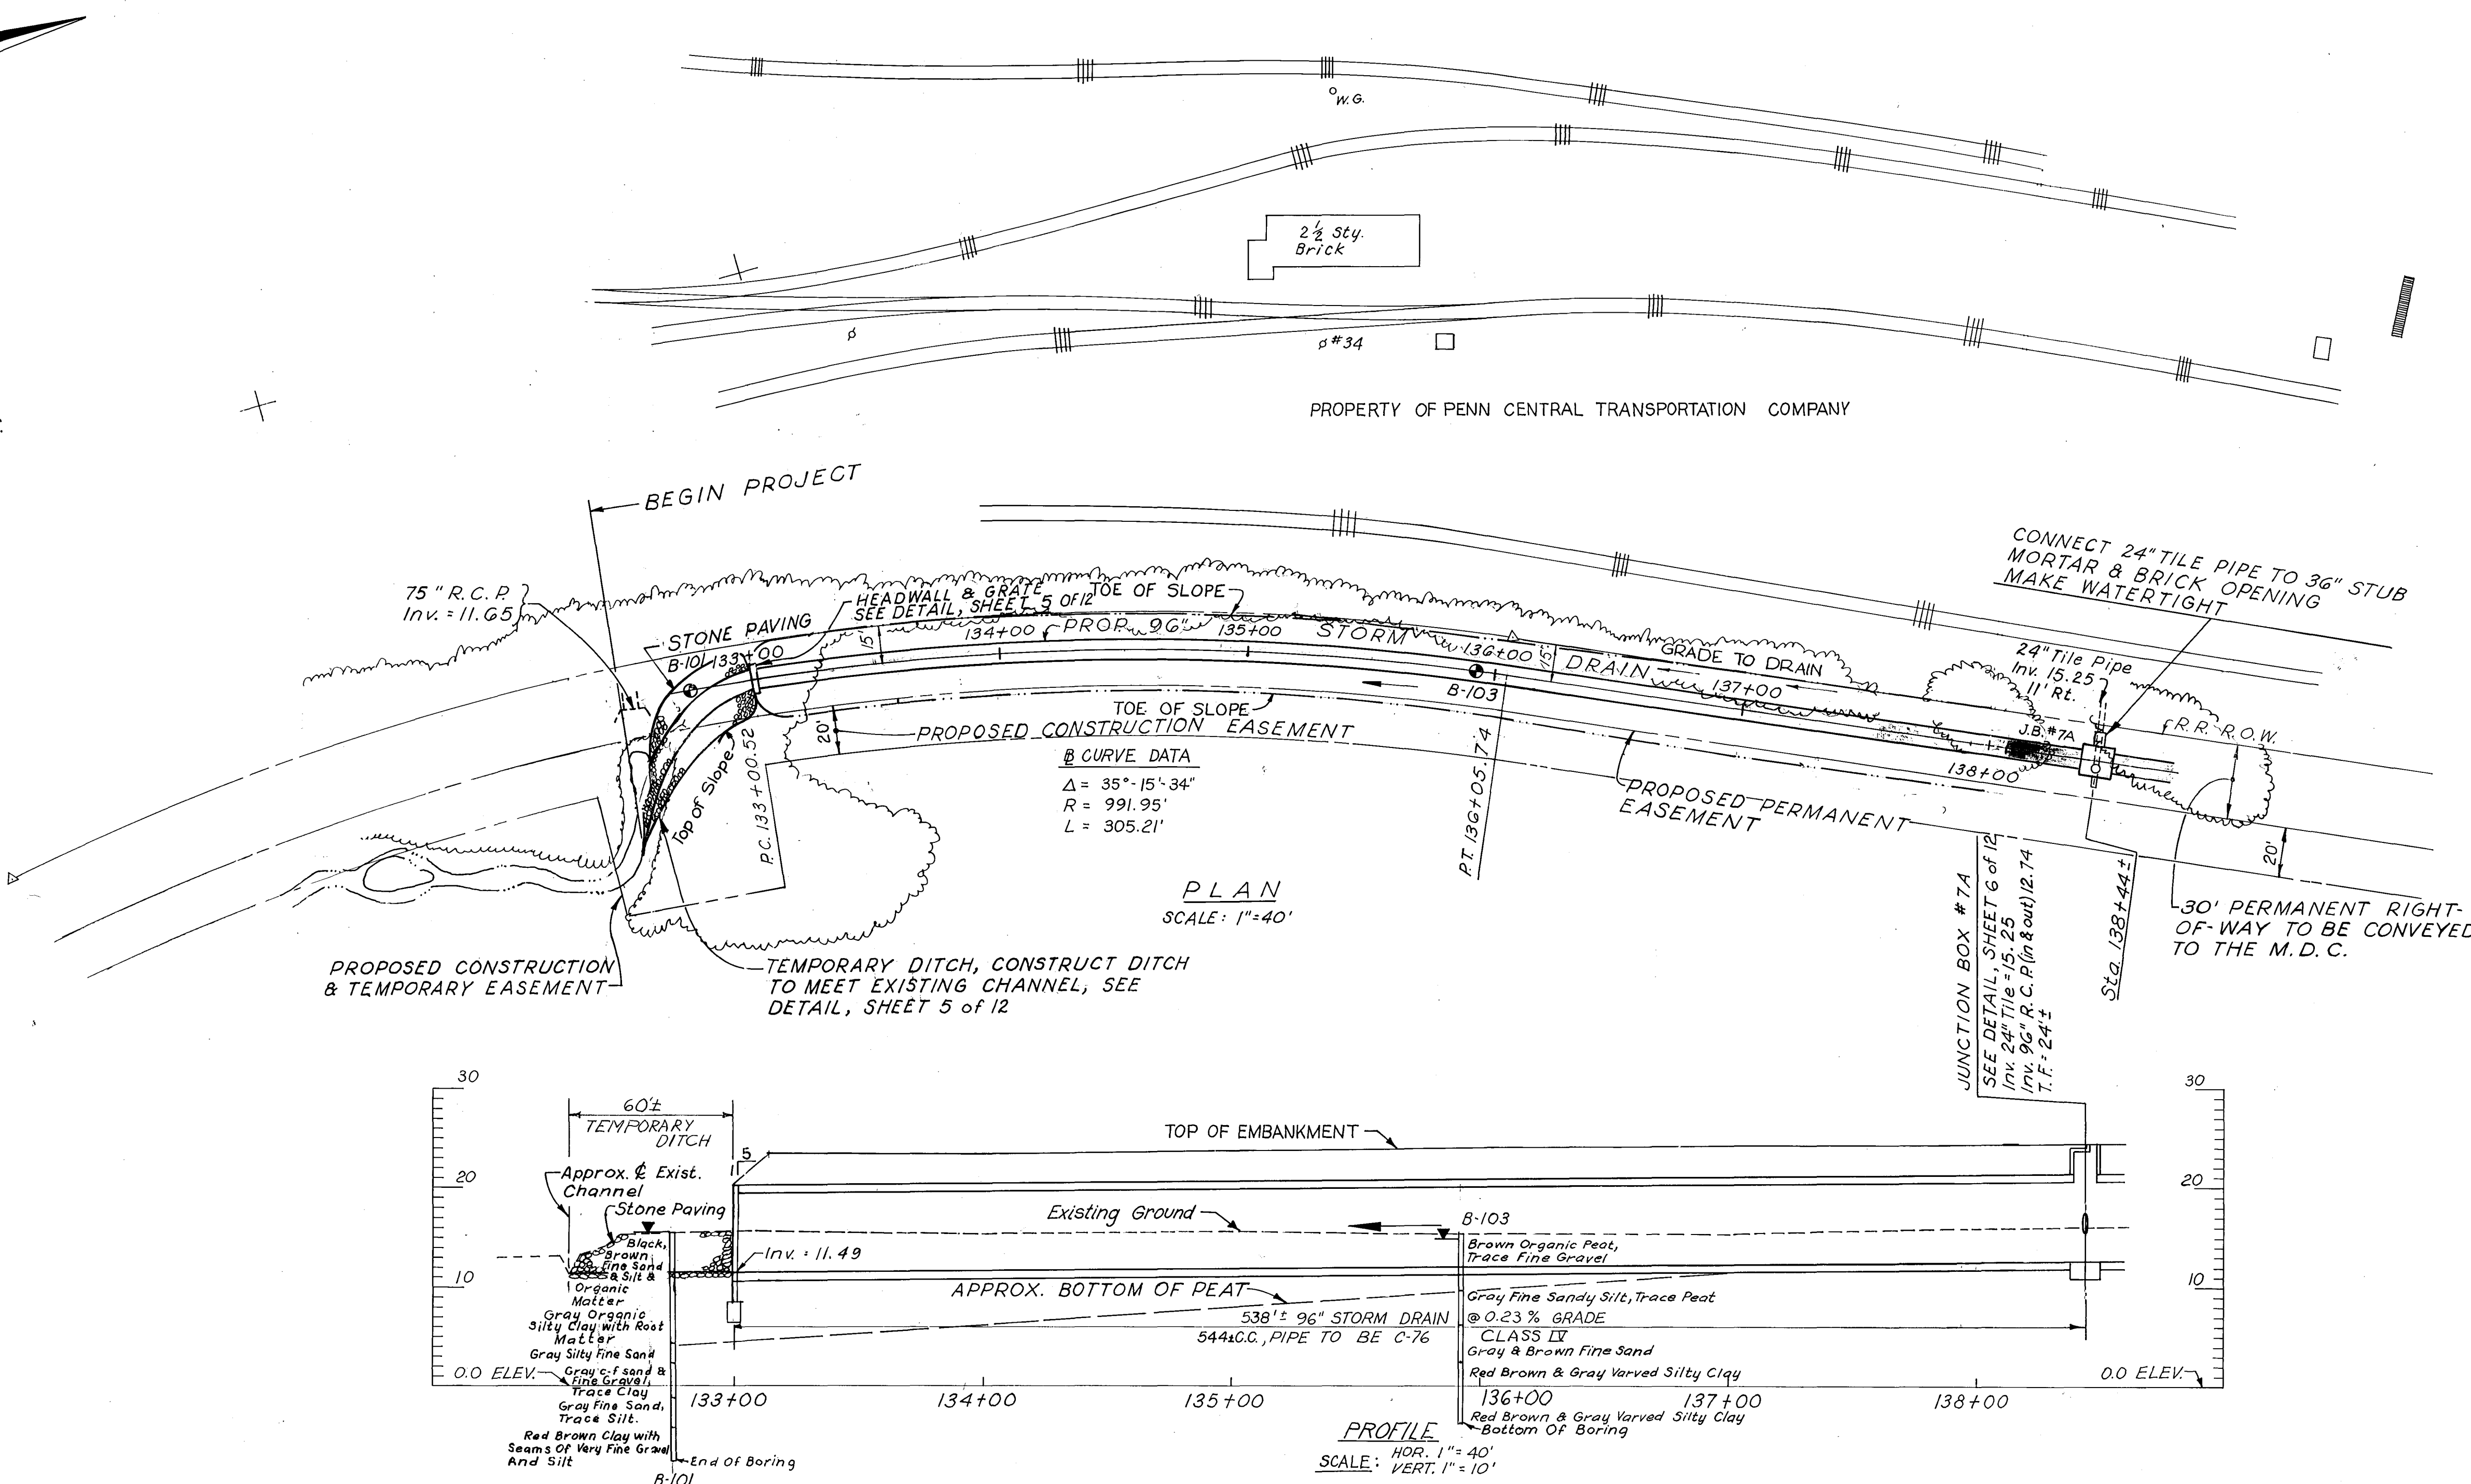 W.G.
2 1/2 Sty.
Brick
#34
PROPERTY OF PENN CENTRAL TRANSPORTATION COMPANY
BEGIN PROJECT
75" R.C.P.
Inv. = 11.65
HEADWALL & GRATE
SEE DETAIL, SHEET 5 OF 12
TOE OF SLOPE
STONE PAVING
B-101
133+00
15'
134+00
PROP. 96"
135+00
STORM
136+00
15'
DRAIN
GRADE TO DRAIN
137+00
B-103
CONNECT 24" TILE PIPE TO 36" STUB
MORTAR & BRICK OPENING
MAKE WATERTIGHT
24" Tile Pipe
Inv. 15.25
11' Rt.
J.B. #7A
R.R. R.O.W.
138+00
TOE OF SLOPE
20'
PROPOSED CONSTRUCTION EASEMENT
Top of Slope
P.C. 133+00.52
℄ CURVE DATA
Δ = 35°-15'-34"
R = 991.95'
L = 305.21'
P.T. 136+05.74
PROPOSED PERMANENT
EASEMENT
20'
PLAN
SCALE: 1"=40'
JUNCTION BOX #7A
SEE DETAIL, SHEET 6 of 12
Inv. 24" Tile = 15.25
Inv. 96" R.C.P. (in & out) 12.74
T.F. = 24'±
Sta. 138+44±
30' PERMANENT RIGHT-
OF-WAY TO BE CONVEYED
TO THE M.D.C.
PROPOSED CONSTRUCTION
& TEMPORARY EASEMENT
TEMPORARY DITCH, CONSTRUCT DITCH
TO MEET EXISTING CHANNEL, SEE
DETAIL, SHEET 5 of 12
30
30
60'±
TEMPORARY
DITCH
TOP OF EMBANKMENT
5
1
Approx. ℄ Exist.
Channel
20
20
Stone Paving
Existing Ground
B-103
Black,
Brown,
Fine Sand
& Silt &
Organic
Matter
Inv. = 11.49
Brown Organic Peat,
Trace Fine Gravel
10
10
APPROX. BOTTOM OF PEAT
Gray Fine Sandy Silt, Trace Peat
Gray Organic
Silty Clay with Root
Matter
538'± 96" STORM DRAIN @ 0.23% GRADE
544±C.C., PIPE TO BE C-76 CLASS IV
Gray Silty Fine Sand
Gray & Brown Fine Sand
0.0 ELEV.
Gray c-f sand &
Fine Gravel,
Trace Clay
Red Brown & Gray Varved Silty Clay
0.0 ELEV.
133+00
134+00
135+00
136+00
137+00
138+00
Gray Fine Sand,
Trace Silt.
Red Brown & Gray Varved Silty Clay
Bottom Of Boring
Red Brown Clay with
Seams Of Very Fine Gravel
And Silt
End Of Boring
B-101
PROFILE
SCALE: HOR. 1"=40'
VERT. 1"=10'